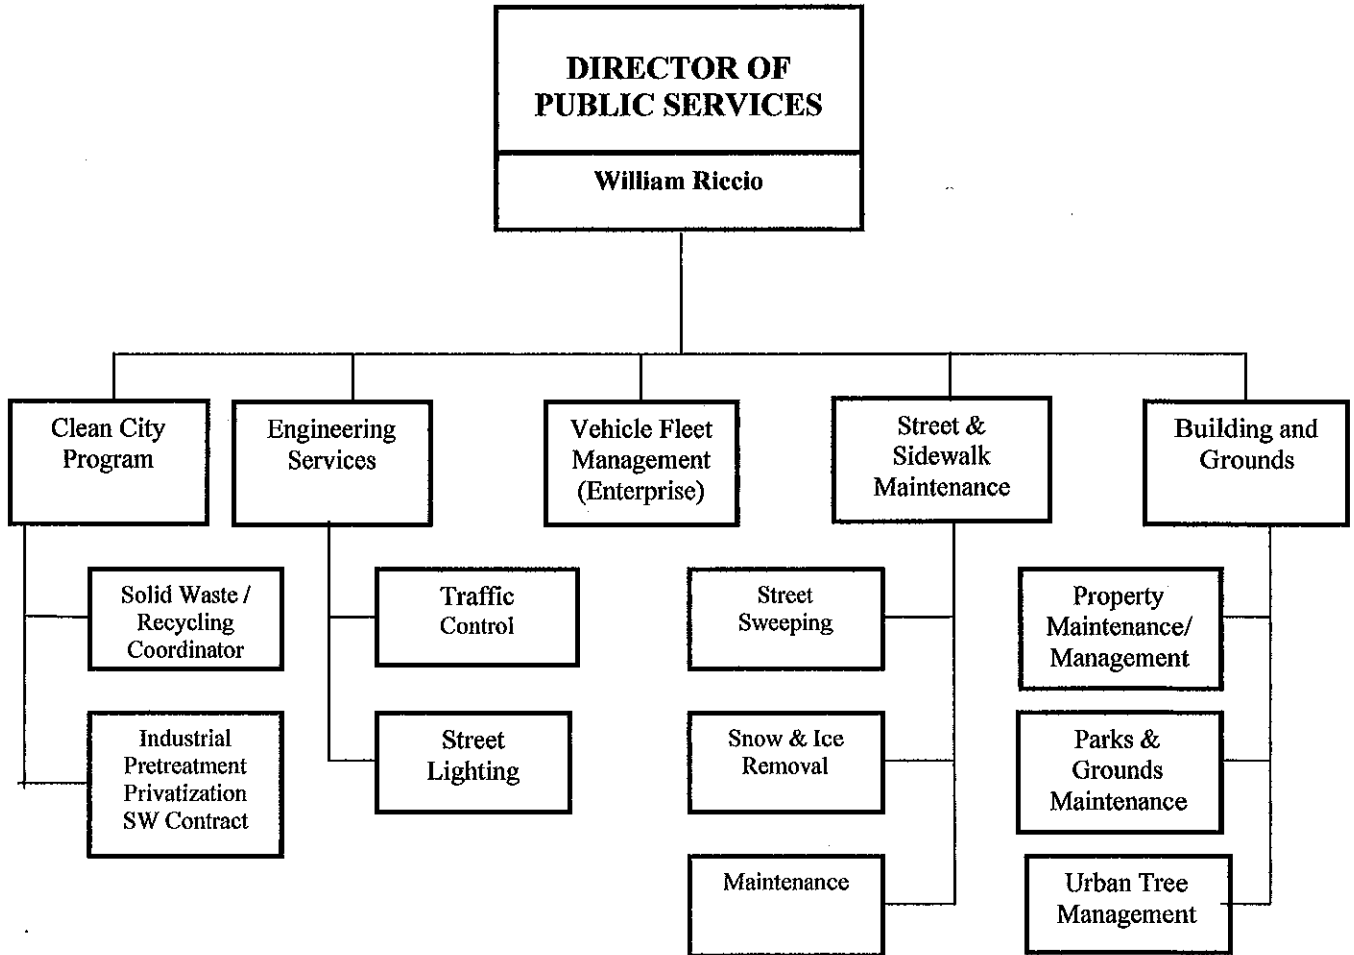 DIRECTOR OF
PUBLIC SERVICES
William Riccio
Clean City
Program
Engineering
Services
Vehicle Fleet
Management
(Enterprise)
Street &
Sidewalk
Maintenance
Building and
Grounds
Solid Waste /
Recycling
Coordinator
Traffic
Control
Street
Sweeping
Property
Maintenance/
Management
Industrial
Pretreatment
Privatization
SW Contract
Street
Lighting
Snow & Ice
Removal
Parks &
Grounds
Maintenance
Maintenance
Urban Tree
Management